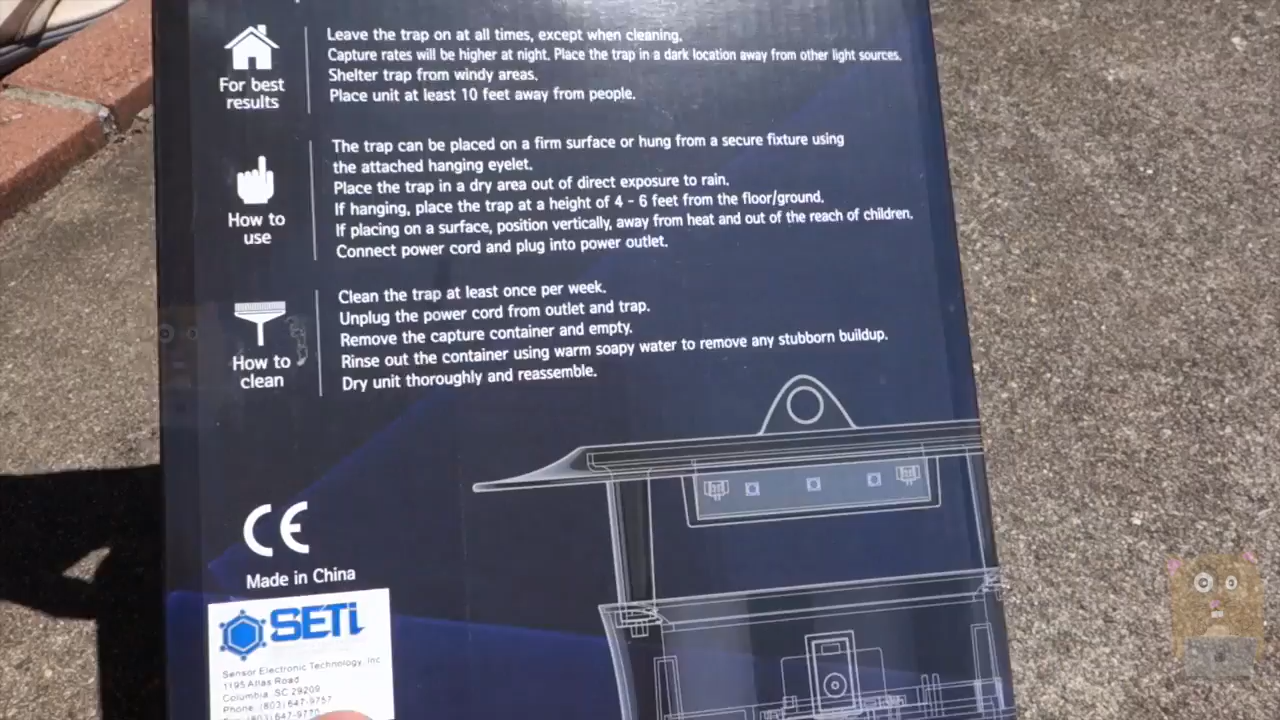 For best
results
Leave the trap on at all times, except when cleaning.
Capture rates will be higher at night. Place the trap in a dark location away from other light sources.
Shelter trap from windy areas.
Place unit at least 10 feet away from people.
How to
use
The trap can be placed on a firm surface or hung from a secure fixture using
the attached hanging eyelet.
Place the trap in a dry area out of direct exposure to rain.
If hanging, place the trap at a height of 4 - 6 feet from the floor/ground.
If placing on a surface, position vertically, away from heat and out of the reach of children.
Connect power cord and plug into power outlet.
How to
clean
Clean the trap at least once per week.
Unplug the power cord from outlet and trap.
Remove the capture container and empty.
Rinse out the container using warm soapy water to remove any stubborn buildup.
Dry unit thoroughly and reassemble.
CE
Made in China
SETi
Sensor Electronic Technology, Inc
1195 Atlas Road
Columbia SC 29209
Phone (803) 647-9757
(803) 647-9770